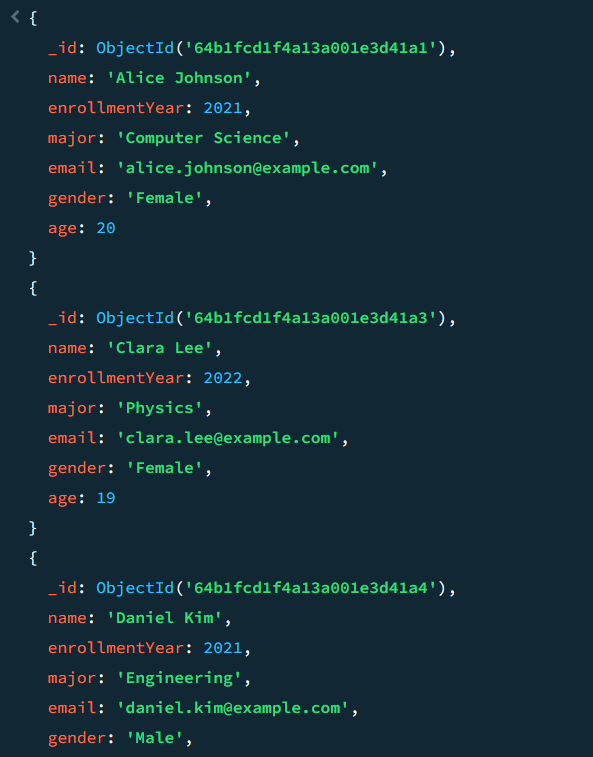 {
_id: ObjectId('64b1fcd1f4a13a001e3d41a1'),
name: 'Alice Johnson',
enrollmentYear: 2021,
major: 'Computer Science',
email: 'alice.johnson@example.com',
gender: 'Female',
age: 20
}
{
_id: ObjectId('64b1fcd1f4a13a001e3d41a3'),
name: 'Clara Lee',
enrollmentYear: 2022,
major: 'Physics',
email: 'clara.lee@example.com',
gender: 'Female',
age: 19
}
{
_id: ObjectId('64b1fcd1f4a13a001e3d41a4'),
name: 'Daniel Kim',
enrollmentYear: 2021,
major: 'Engineering',
email: 'daniel.kim@example.com',
gender: 'Male',